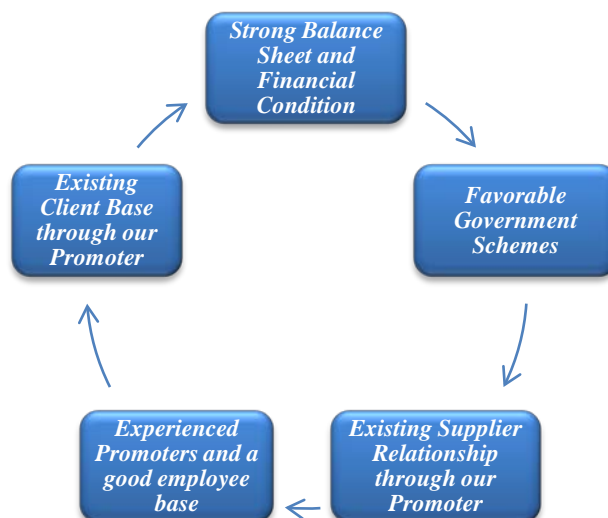 Strong Balance
Sheet and
Financial
Condition
Favorable
Government
Schemes
Existing Supplier
Relationship
through our
Promoter
Experienced
Promoters and a
good employee
base
Existing
Client Base
through our
Promoter